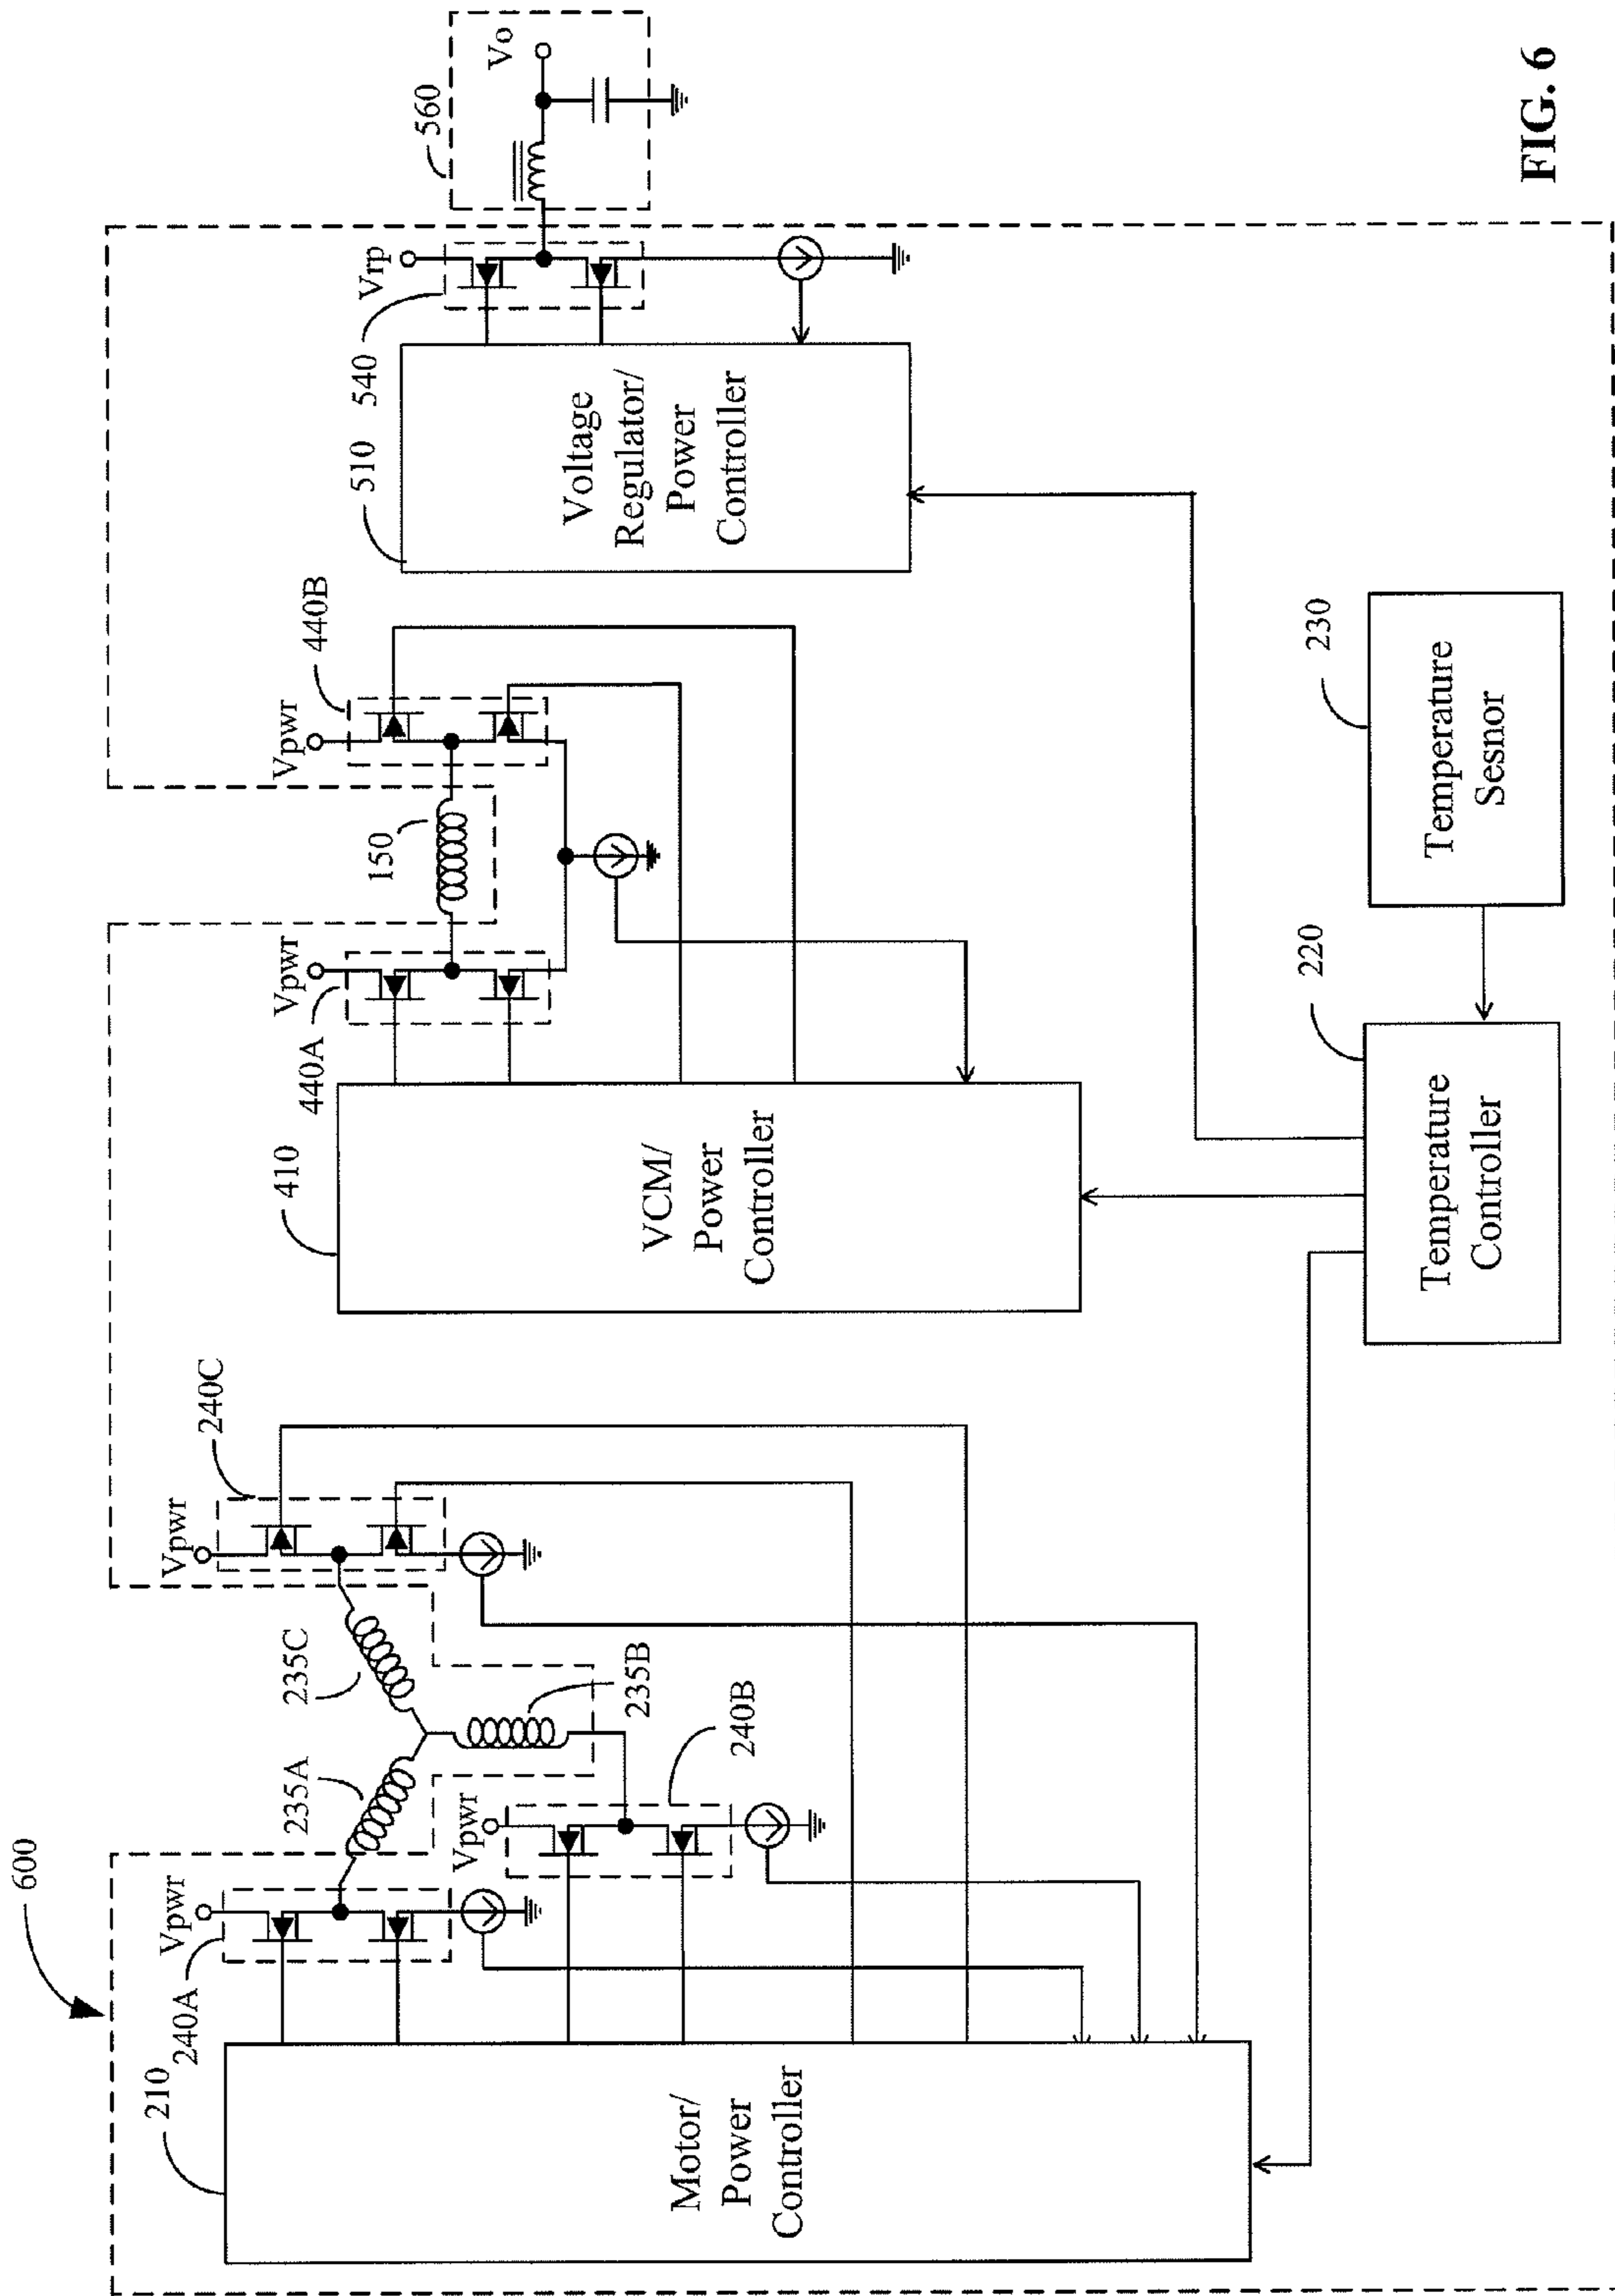 600
Vpwr
240A
210
Motor/
Power
Controller
235A
235C
235B
Vpwr
240B
Vpwr
240C
410
VCM/
Power
Controller
440A
Vpwr
150
Vpwr
440B
510
540
Vrp
Voltage
Regulator/
Power
Controller
560
Vo
220
Temperature
Controller
230
Temperature
Sesnor
FIG. 6